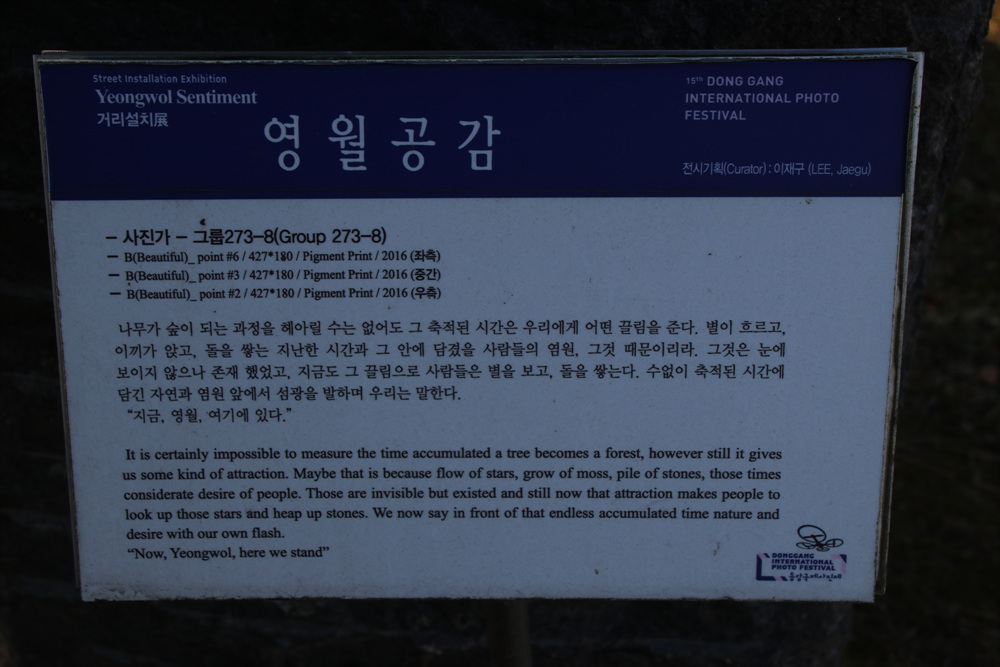 Street Installation Exhibition
Yeongwol Sentiment
거리설치展
영월공감
15th DONG GANG
INTERNATIONAL PHOTO
FESTIVAL
전시기획(Curator) : 이재구 (LEE, Jaegu)
– 사진가 – 그룹273-8(Group 273-8)
– B(Beautiful)_ point #6 / 427*180 / Pigment Print / 2016 (좌측)
– B(Beautiful)_ point #3 / 427*180 / Pigment Print / 2016 (중간)
– B(Beautiful)_ point #2 / 427*180 / Pigment Print / 2016 (우측)
나무가 숲이 되는 과정을 헤아릴 수는 없어도 그 축적된 시간은 우리에게 어떤 끌림을 준다. 별이 흐르고,
이끼가 앉고, 돌을 쌓는 지난한 시간과 그 안에 담겼을 사람들의 염원, 그것 때문이리라. 그것은 눈에
보이지 않으나 존재 했었고, 지금도 그 끌림으로 사람들은 별을 보고, 돌을 쌓는다. 수없이 축적된 시간에
담긴 자연과 염원 앞에서 섬광을 발하며 우리는 말한다.
“지금, 영월, 여기에 있다.”
It is certainly impossible to measure the time accumulated a tree becomes a forest, however still it gives
us some kind of attraction. Maybe that is because flow of stars, grow of moss, pile of stones, those times
considerate desire of people. Those are invisible but existed and still now that attraction makes people to
look up those stars and heap up stones. We now say in front of that endless accumulated time nature and
desire with our own flash.
“Now, Yeongwol, here we stand”
DONGGANG
INTERNATIONAL
PHOTO FESTIVAL
동강국제사진제